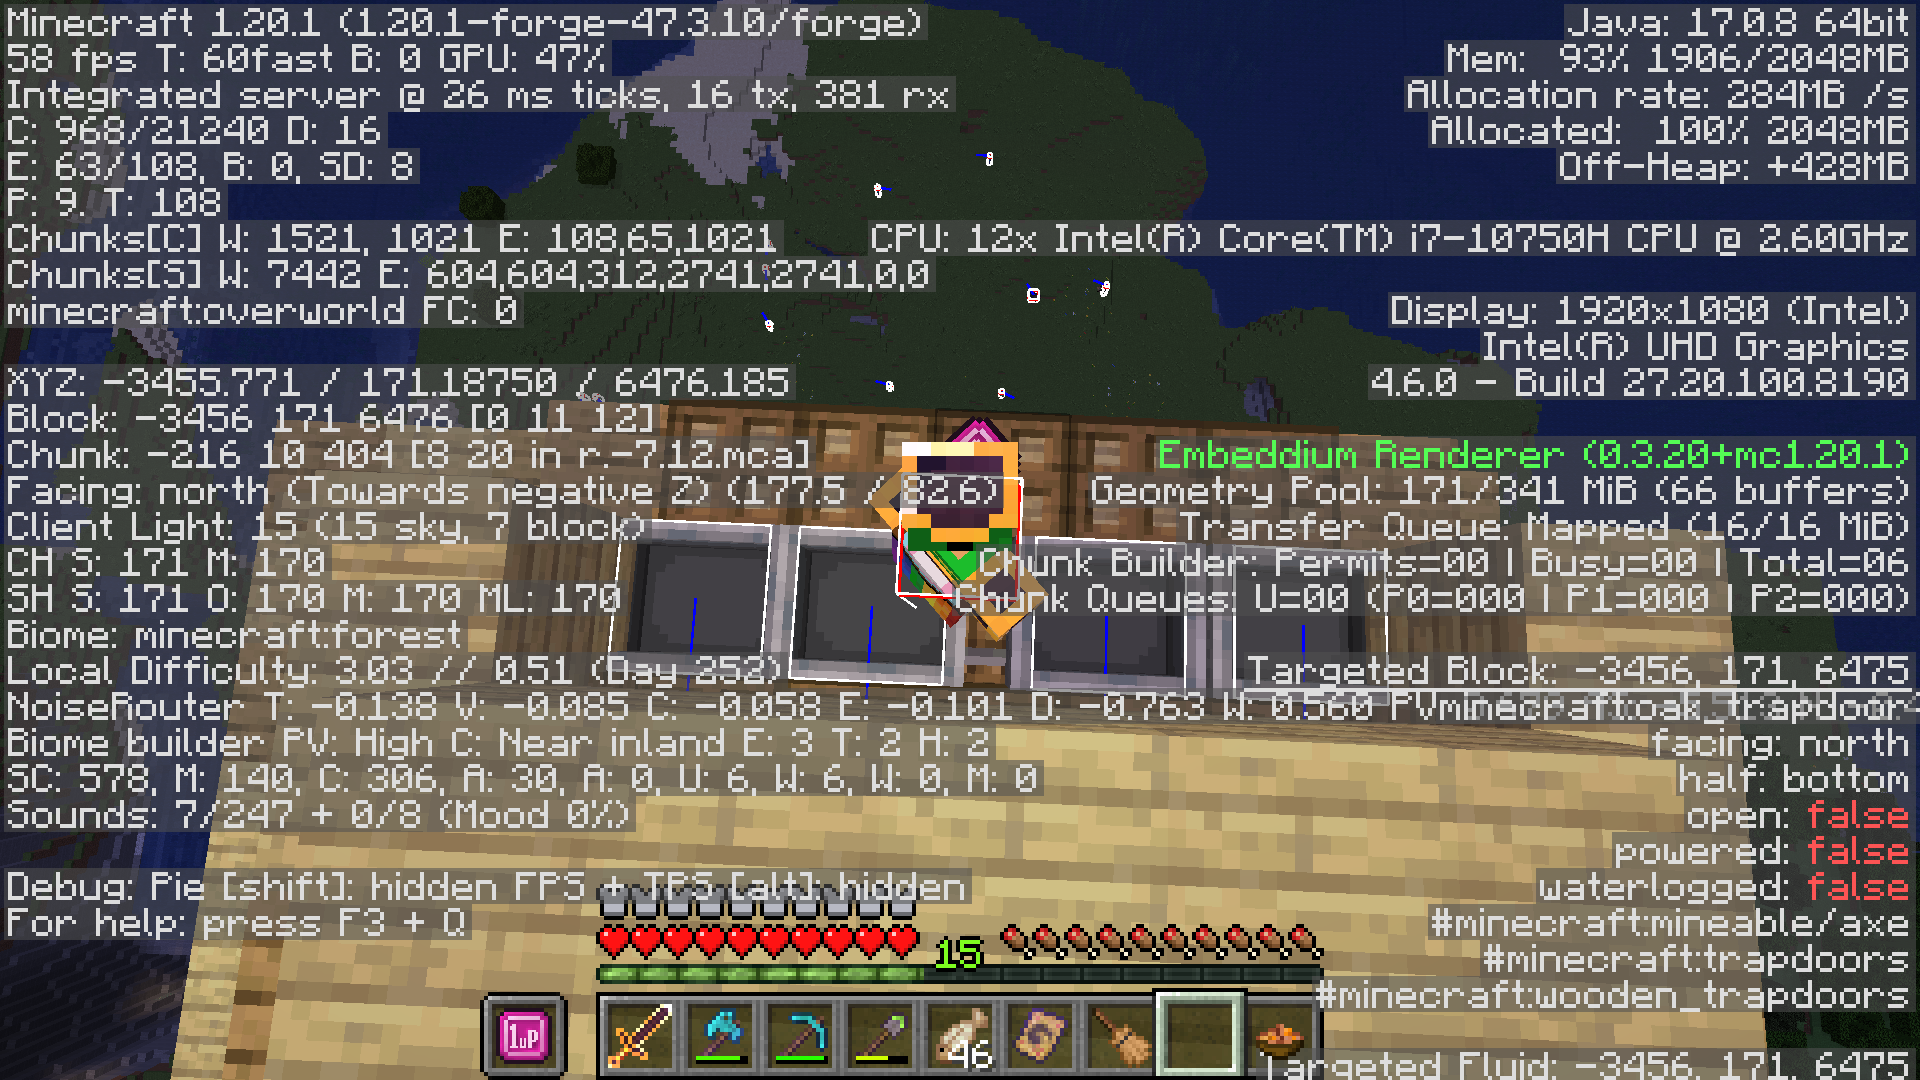 Minecraft 1.20.1 (1.20.1-forge-47.3.10/forge)
58 fps T: 60fast B: 0 GPU: 47%
Integrated server @ 26 ms ticks, 16 tx, 381 rx
C: 968/21240 D: 16
E: 63/108, B: 0, SD: 8
P: 9. T: 108
Chunks[C] W: 1521, 1021 E: 108,65,1021
Chunks[S] W: 7442 E: 604,604,312,2741,2741,0,0
minecraft:overworld FC: 0
XYZ: -3455.771 / 171.18750 / 6476.185
Block: -3456 171 6476 [0 11 12]
Chunk: -216 10 404 [8 20 in r.-7.12.mca]
Facing: north (Towards negative Z) (177.5 / 52.6)
Client Light: 15 (15 sky, 7 block)
CH S: 171 M: 170
SH S: 171 O: 170 M: 170 ML: 170
Biome: minecraft:forest
Local Difficulty: 3.03 // 0.51 (Day 252)
NoiseRouter T: -0.138 V: -0.085 C: -0.058 E: -0.101 D: -0.763 W: 0.560 PV
Biome builder PV: High C: Near inland E: 3 T: 2 H: 2
SC: 578, M: 140, C: 306, A: 30, A: 0, U: 6, W: 6, W: 0, M: 0
Sounds: 7/247 + 0/8 (Mood 0%)
Debug: Pie [shift]: hidden FPS + TPS [alt]: hidden
For help: press F3 + Q
Java: 17.0.8 64bit
Mem: 93% 1906/2048MB
Allocation rate: 284MB /s
Allocated: 100% 2048MB
Off-Heap: +428MB
CPU: 12x Intel(R) Core(TM) i7-10750H CPU @ 2.60GHz
Display: 1920x1080 (Intel)
Intel(R) UHD Graphics
4.6.0 - Build 27.20.100.8190
Embeddium Renderer (0.3.20+mc1.20.1)
Geometry Pool: 171/341 MiB (66 buffers)
Transfer Queue: Mapped (16/16 MiB)
Chunk Builder: Permits=00 | Busy=00 | Total=06
Chunk Queues: U=00 (P0=000 | P1=000 | P2=000)
Targeted Block: -3456, 171, 6475
minecraft:oak_trapdoor
facing: north
half: bottom
open: false
powered: false
waterlogged: false
#minecraft:mineable/axe
#minecraft:trapdoors
#minecraft:wooden_trapdoors
Targeted Fluid: -3456, 171, 6475
15
1uP
46